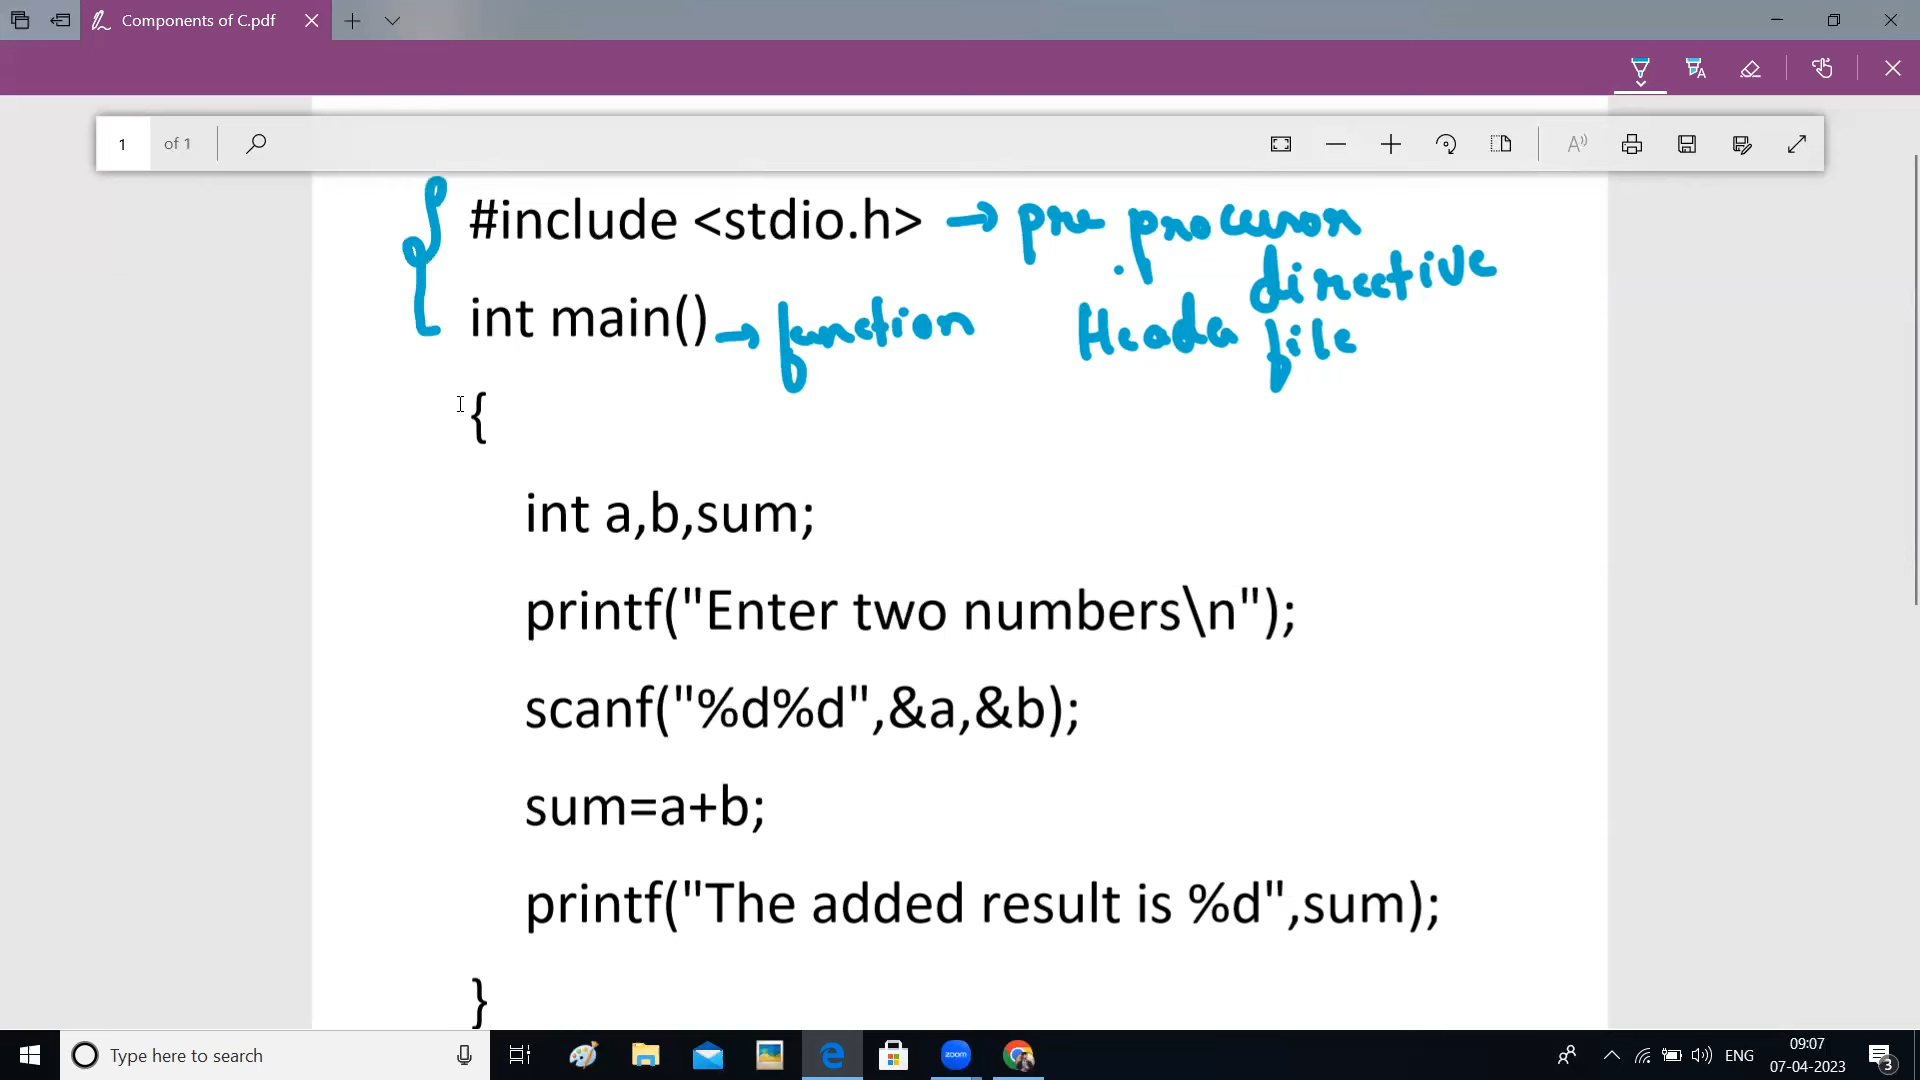 Components of C.pdf
1 of 1
#include <stdio.h> → pre processor
directive
int main() → function Header file
{
int a,b,sum;
printf("Enter two numbers\n");
scanf("%d%d",&a,&b);
sum=a+b;
printf("The added result is %d",sum);
}
Type here to search
zoom
ENG
09:07
07-04-2023
3